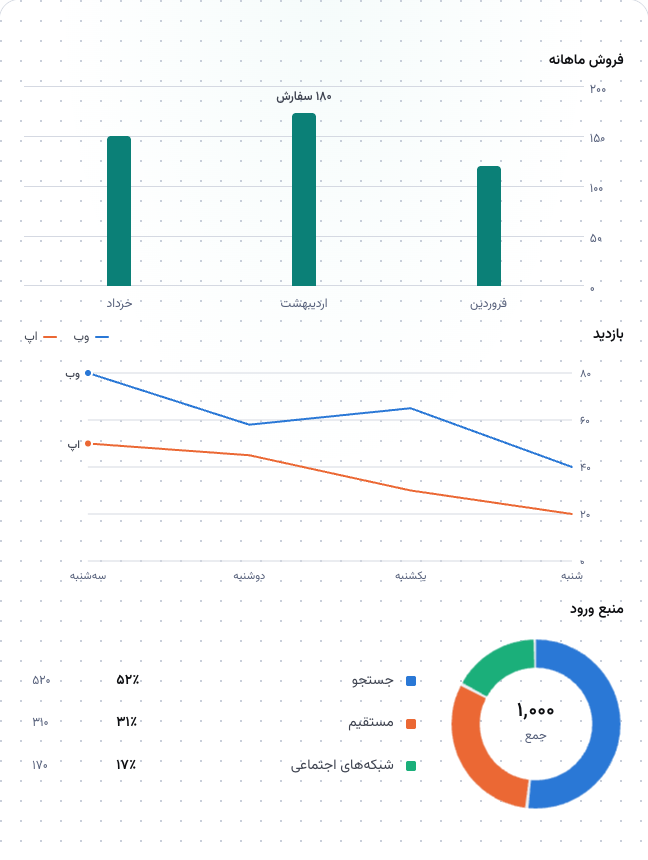 فروش ماهانه
۲۰۰
۱۸۰ سفارش
۱۵۰
۱۰۰
۵۰
۰
فروردین اردیبهشت خرداد
بازدید
وب اپ
۸۰
وب
۶۰
اپ
۴۰
۲۰
۰
شنبه یکشنبه دوشنبه سه‌شنبه
منبع ورود
۱,۰۰۰
جمع
جستجو ۵۲٪ ۵۲۰
مستقیم ۳۱٪ ۳۱۰
شبکه‌های اجتماعی ۱۷٪ ۱۷۰